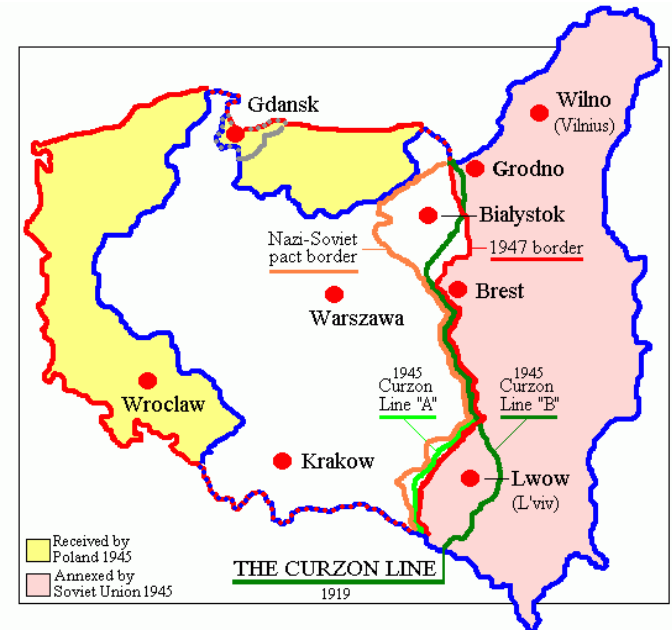 Gdansk
Wilno
(Vilnius)
Grodno
Bialystok
Nazi-Soviet
pact border
1947 border
Brest
Warszawa
1945
Curzon
Line "A"
1945
Curzon
Line "B"
Wroclaw
Krakow
Lwow
(L'viv)
Received by
Poland 1945
Annexed by
Soviet Union 1945
THE CURZON LINE
1919